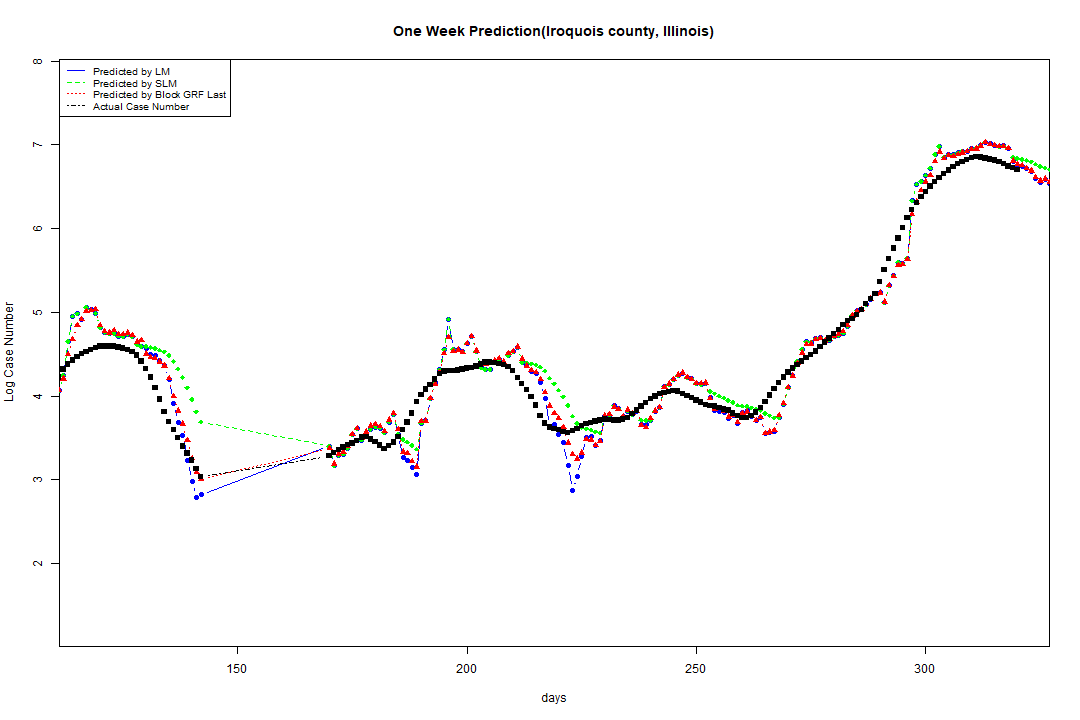 One Week Prediction(Iroquois county, Illinois)
Predicted by LM
Predicted by SLM
Predicted by Block GRF Last
Actual Case Number
Log Case Number
8
7
6
5
4
3
2
150 200 250 300
days